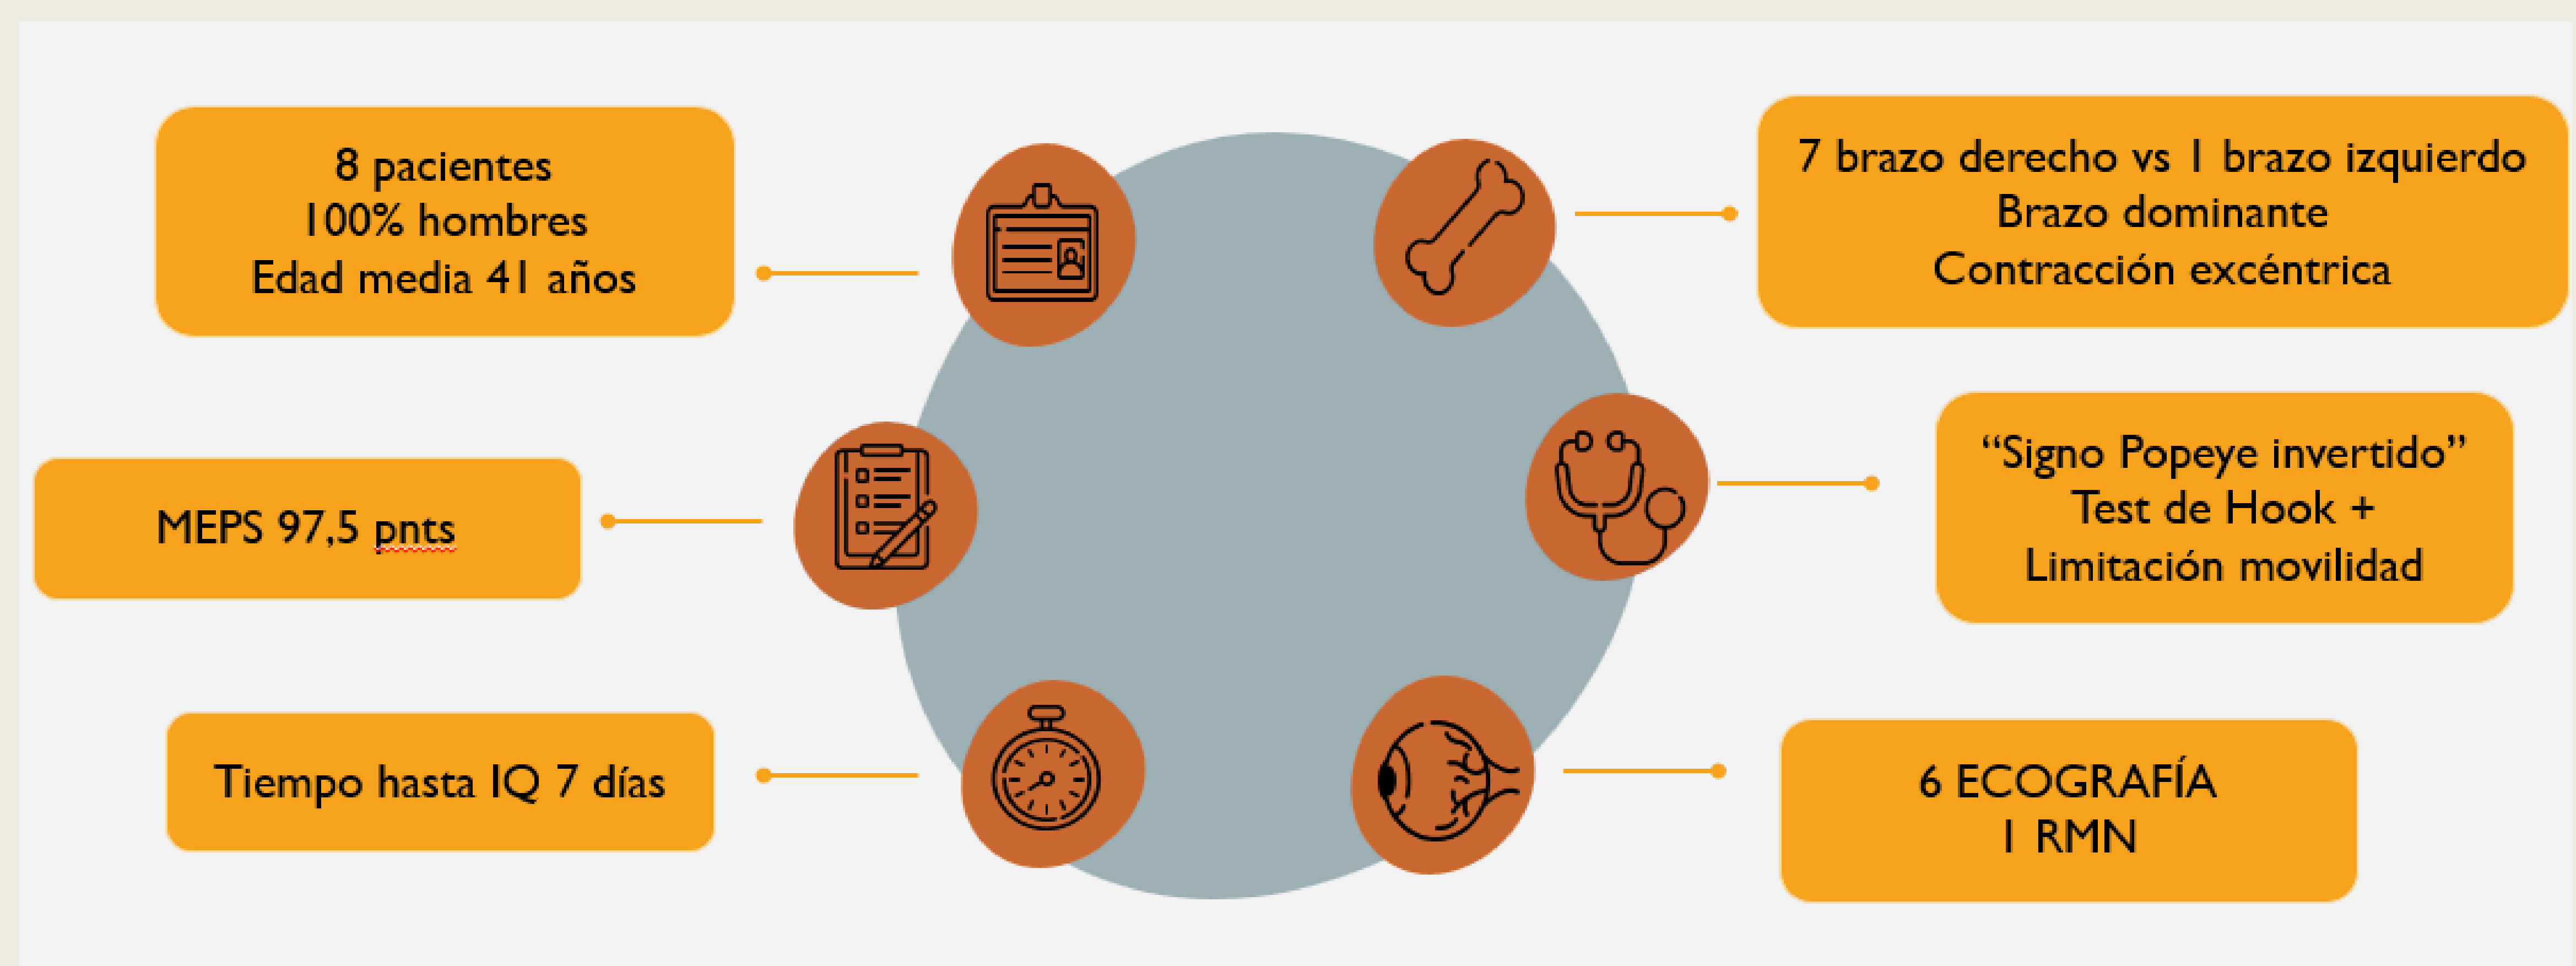 8 pacientes
100% hombres
Edad media 41 años
7 brazo derecho vs 1 brazo izquierdo
Brazo dominante
Contracción excéntrica
MEPS 97,5 pnts
“Signo Popeye invertido”
Test de Hook +
Limitación movilidad
Tiempo hasta IQ 7 días
6 ECOGRAFÍA
1 RMN